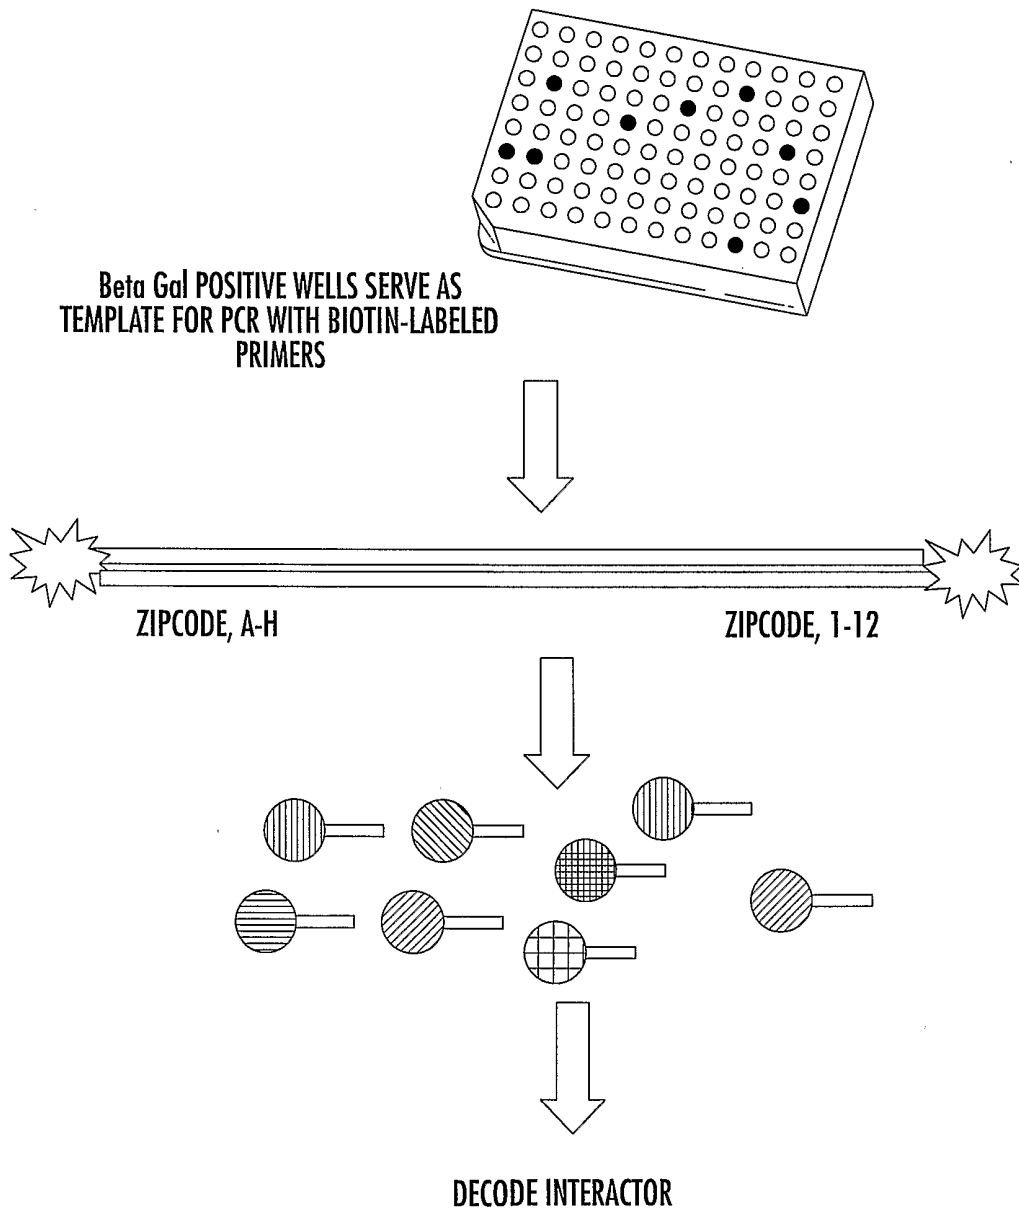 Beta Gal POSITIVE WELLS SERVE AS
TEMPLATE FOR PCR WITH BIOTIN-LABELED
PRIMERS
ZIPCODE, A-H
ZIPCODE, 1-12
DECODE INTERACTOR